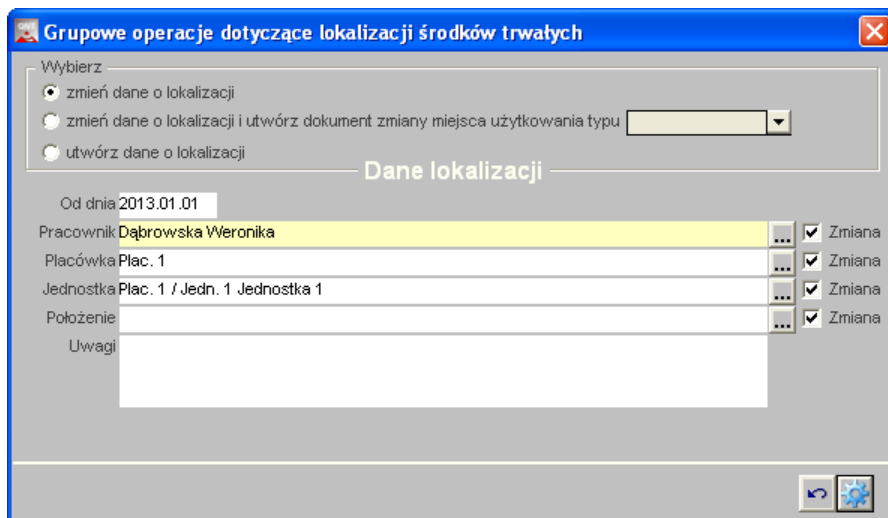 Grupowe operacje dotyczące lokalizacji środków trwałych
Wybierz
zmień dane o lokalizacji
zmień dane o lokalizacji i utwórz dokument zmiany miejsca użytkowania typu
utwórz dane o lokalizacji
Dane lokalizacji
Od dnia 2013.01.01
Pracownik Dąbrowska Weronika ... Zmiana
Placówka Plac. 1 ... Zmiana
Jednostka Plac. 1 / Jedn. 1 Jednostka 1 ... Zmiana
Położenie ... Zmiana
Uwagi